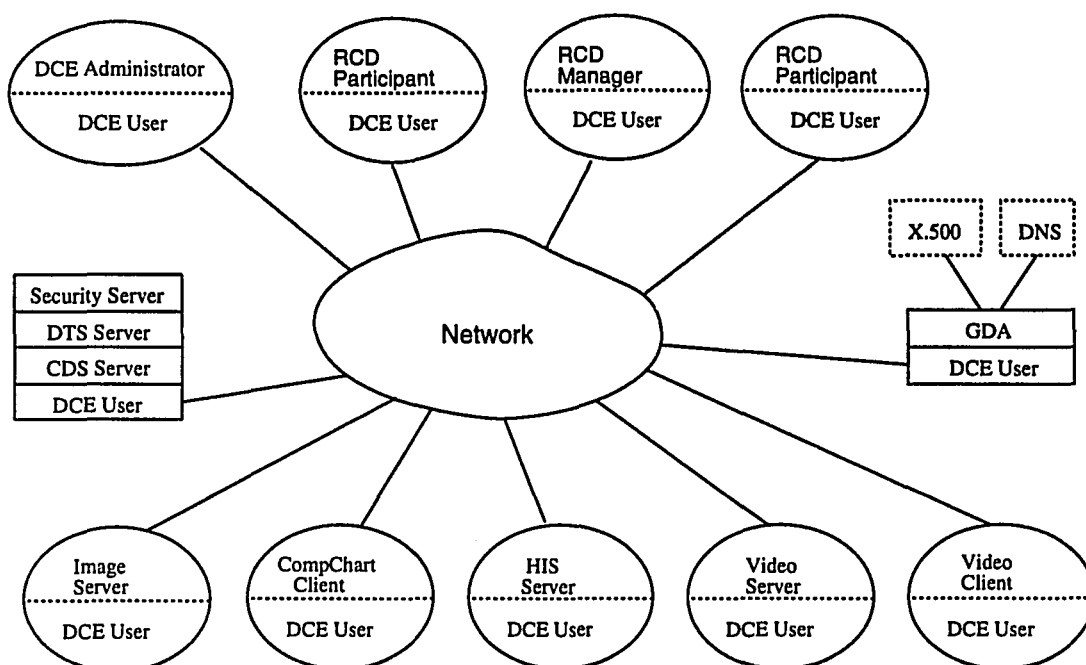 DCE Administrator
DCE User
RCD
Participant
DCE User
RCD
Manager
DCE User
RCD
Participant
DCE User
X.500
DNS
Security Server
DTS Server
CDS Server
DCE User
Network
GDA
DCE User
Image
Server
DCE User
CompChart
Client
DCE User
HIS
Server
DCE User
Video
Server
DCE User
Video
Client
DCE User